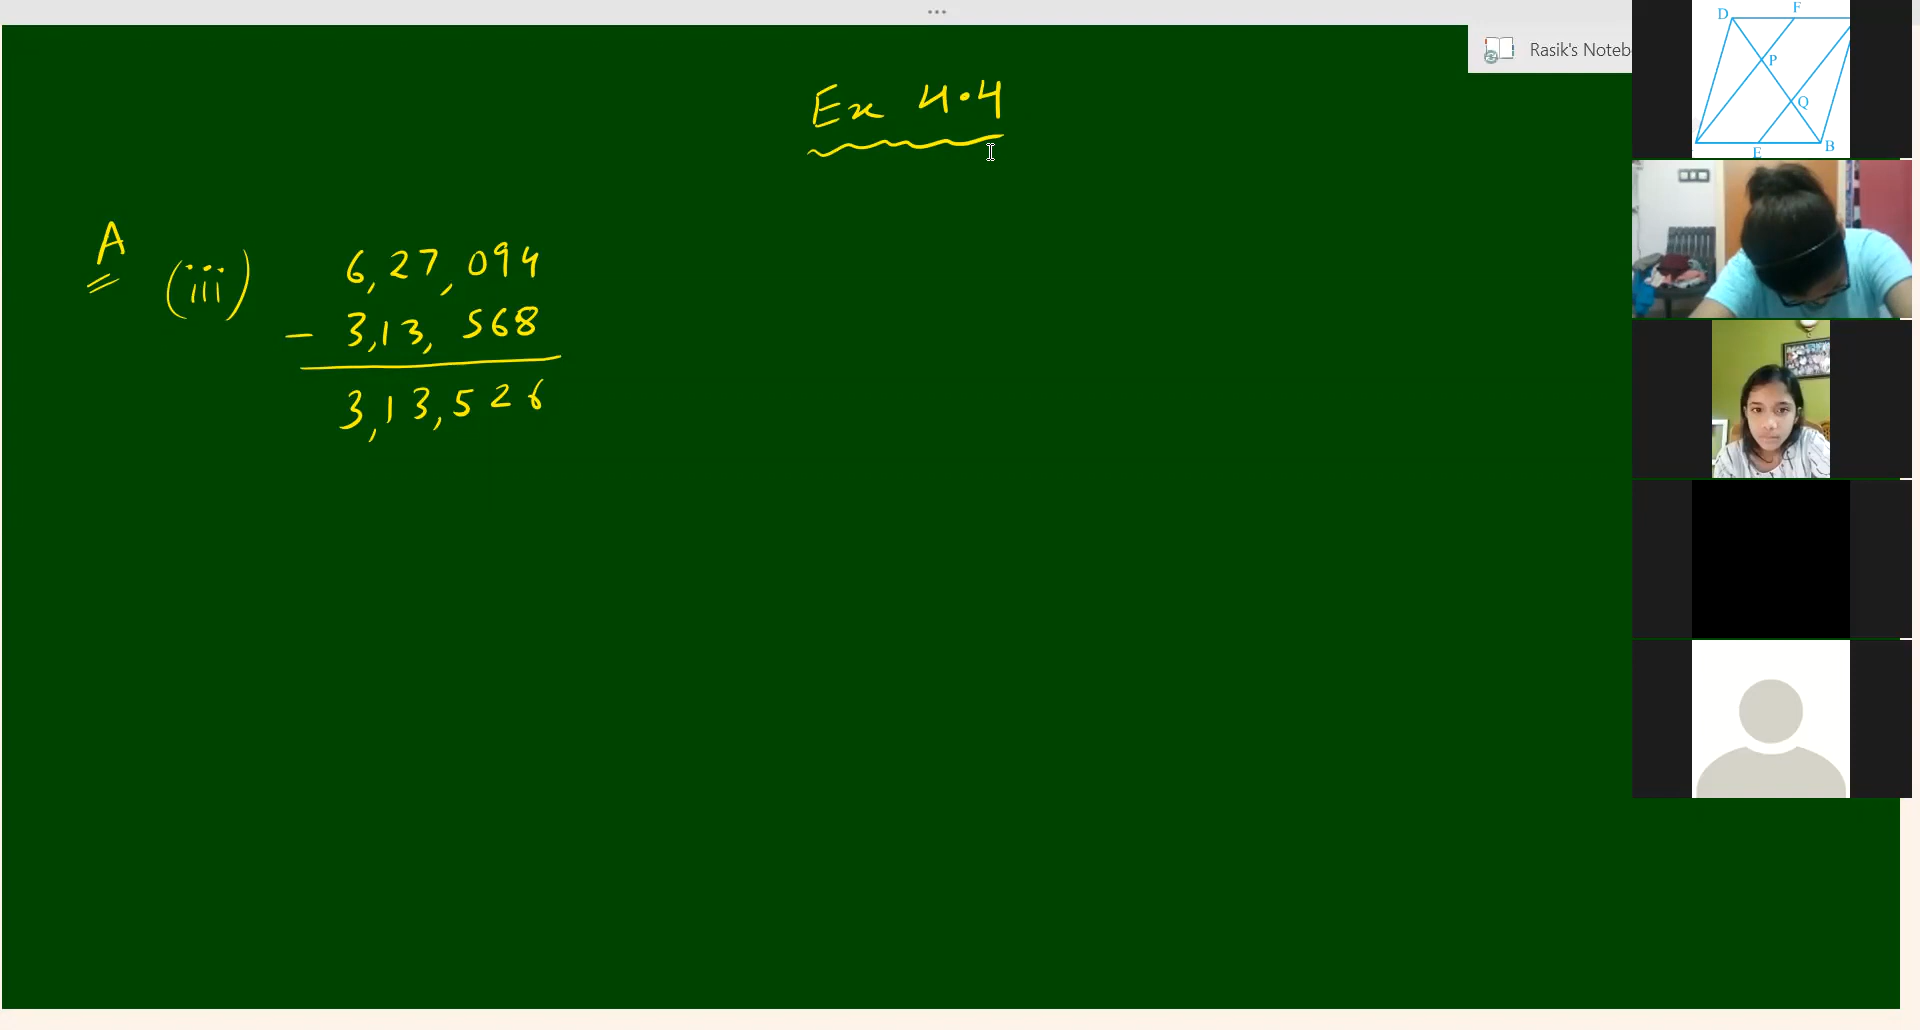 Ex 4.4
Rasik's Noteb
D F
P
Q
E B
A (iii) 6,27,094
- 3,13,568
3,13,526